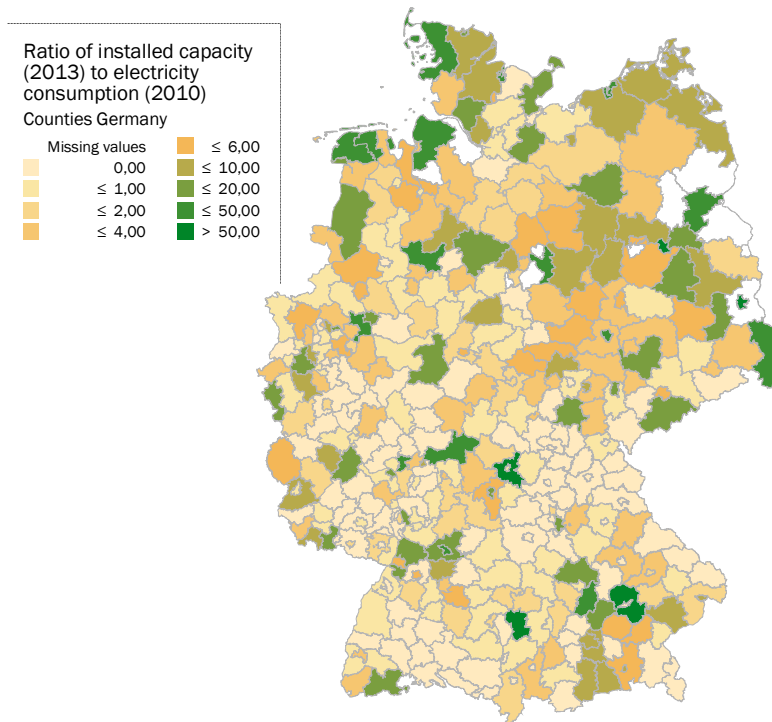 Ratio of installed capacity
(2013) to electricity
consumption (2010)
Counties Germany
Missing values
0,00
≤ 1,00
≤ 2,00
≤ 4,00
≤ 6,00
≤ 10,00
≤ 20,00
≤ 50,00
> 50,00